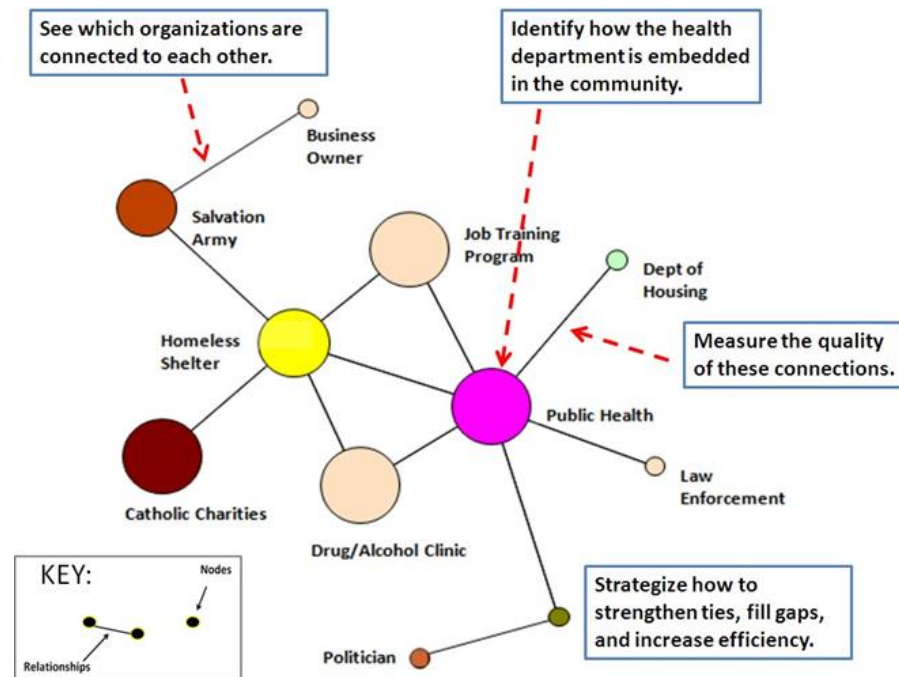 See which organizations are
connected to each other.
Identify how the health
department is embedded
in the community.
Business
Owner
Salvation
Army
Job Training
Program
Dept of
Housing
Homeless
Shelter
Measure the quality
of these connections.
Public Health
Law
Enforcement
Catholic Charities
Drug/Alcohol Clinic
KEY:
Nodes
Relationships
Strategize how to
strengthen ties, fill gaps,
and increase efficiency.
Politician